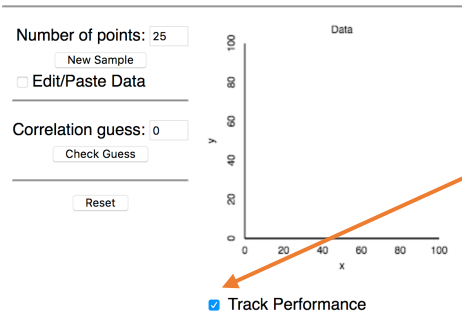 Number of points: 25
New Sample
Edit/Paste Data
Correlation guess: 0
Check Guess
Reset
Data
100
80
60
40
20
0
y
0 20 40 60 80 100
x
Track Performance